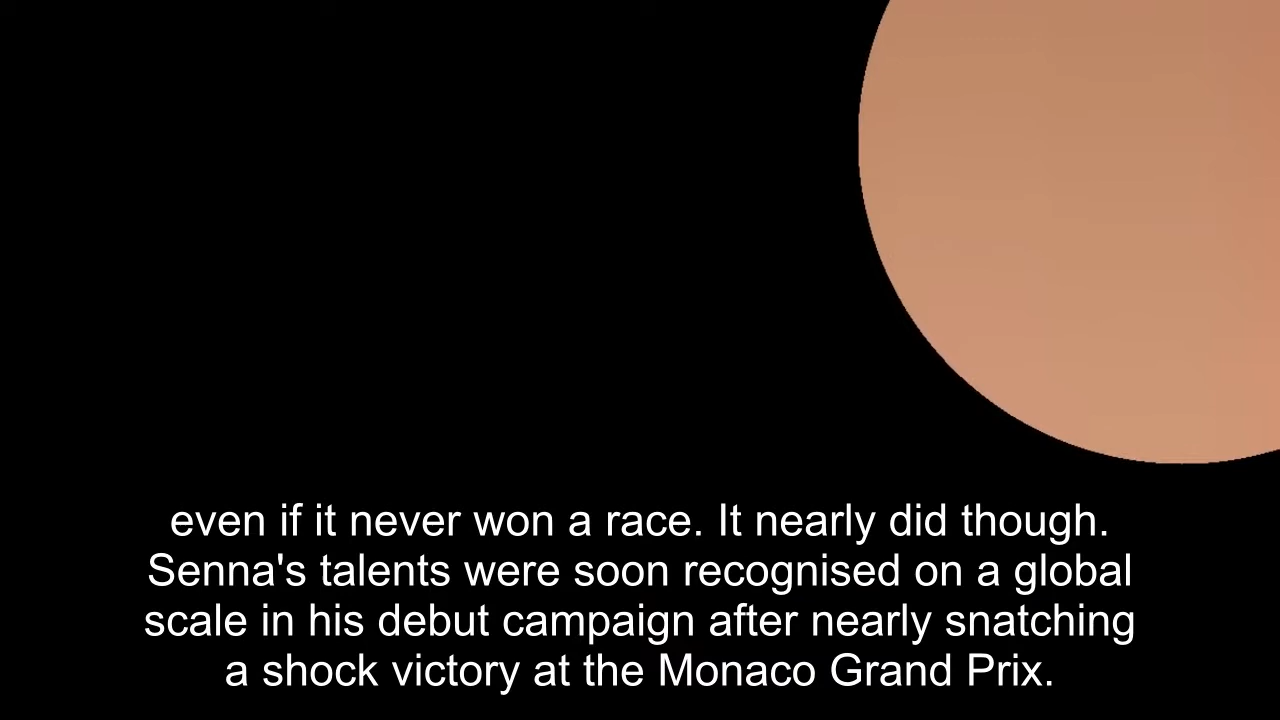 even if it never won a race. It nearly did though.
Senna's talents were soon recognised on a global
scale in his debut campaign after nearly snatching
a shock victory at the Monaco Grand Prix.